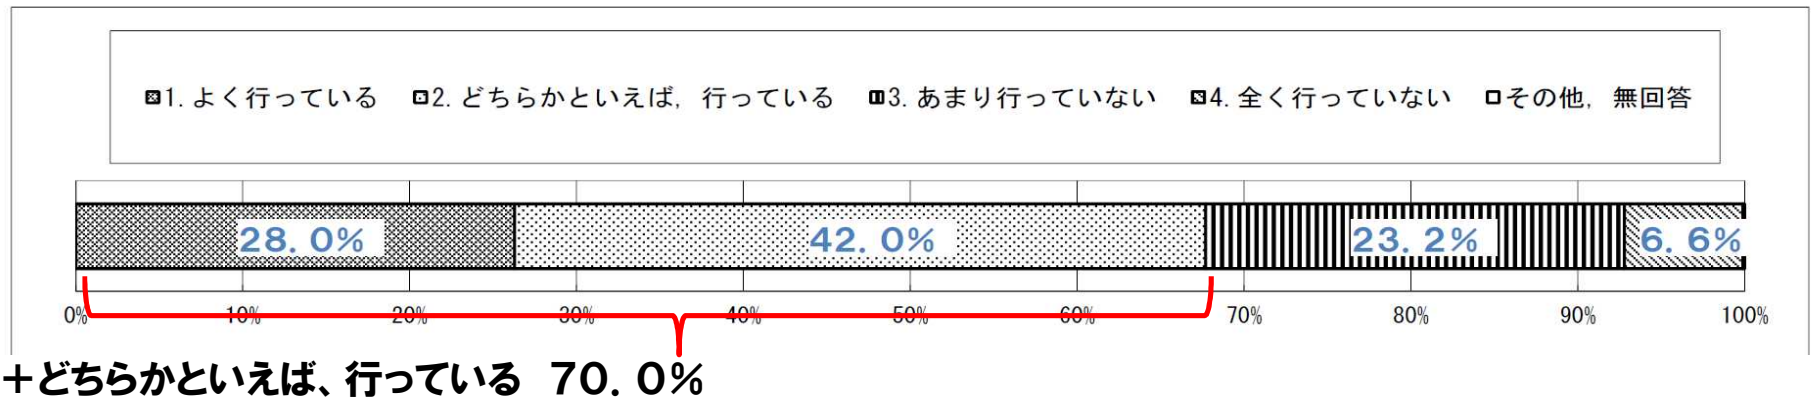 1. よく行っている 2. どちらかといえば, 行っている 3. あまり行っていない 4. 全く行っていない その他, 無回答
28.0% 42.0% 23.2% 6.6%
0% 10% 20% 30% 40% 50% 60% 70% 80% 90% 100%
+どちらかといえば、行っている 70.0%